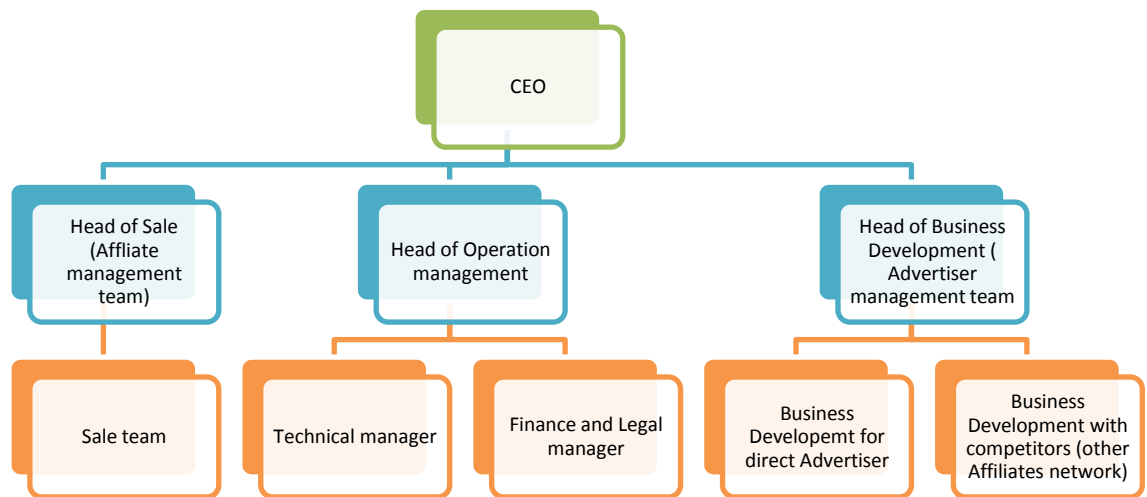 CEO
Head of Sale
(Affliate
management
team)
Head of Operation
management
Head of Business
Development (
Advertiser
management team
Sale team
Technical manager
Finance and Legal
manager
Business
Developemt for
direct Advertiser
Business
Development with
competitors (other
Affiliates network)